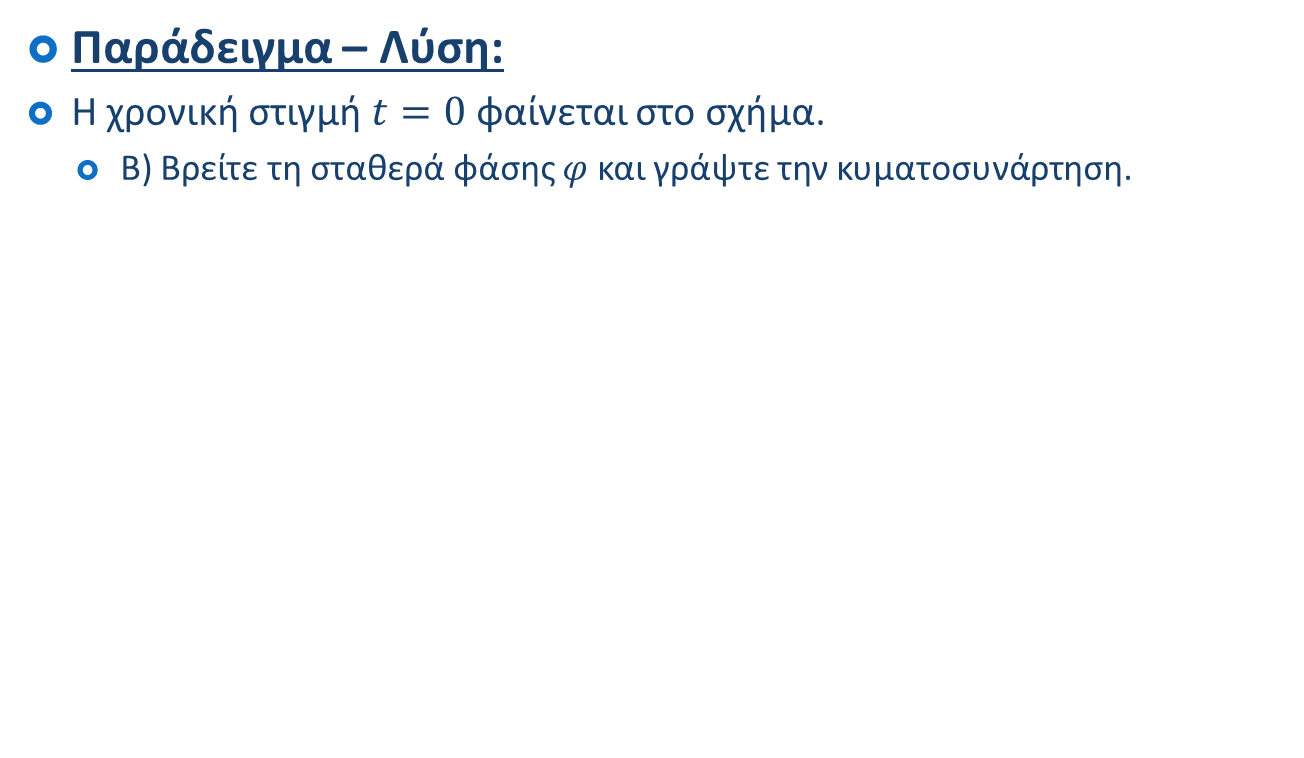 Παράδειγμα – Λύση:
Η χρονική στιγμή t = 0 φαίνεται στο σχήμα.
Β) Βρείτε τη σταθερά φάσης φ και γράψτε την κυματοσυνάρτηση.